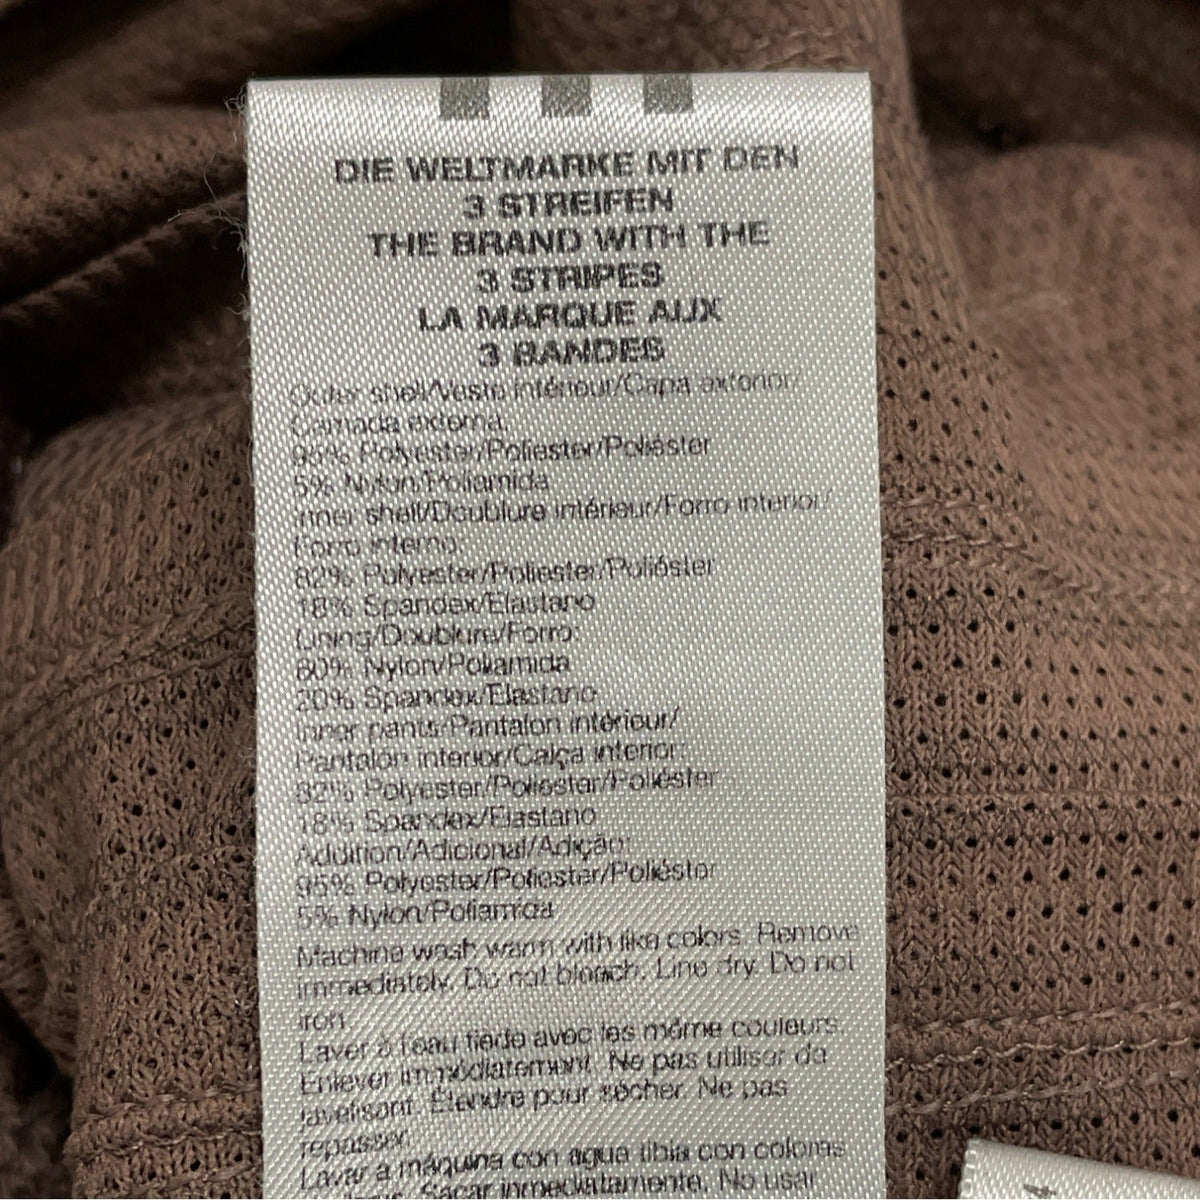 DIE WELTMARKE MIT DEN
3 STREIFEN
THE BRAND WITH THE
3 STRIPES
LA MARQUE AUX
3 BANDES
Outer shell/Veste intérieur/Capa exterior/
Camada externa:
95% Polyester/Poliester/Poliéster
5% Nylon/Poliamida
Inner shell/Doublure intérieur/Forro interior/
Forro interno:
82% Polyester/Poliester/Poliéster
18% Spandex/Elastano
Lining/Doublure/Forro:
80% Nylon/Poliamida
20% Spandex/Elastano
Inner pants/Pantalon intérieur/
Pantalón interior/Calça interior:
82% Polyester/Poliester/Poliéster
18% Spandex/Elastano
Addition/Adicional/Adição:
95% Polyester/Poliester/Poliéster
5% Nylon/Poliamida
Machine wash warm with like colors. Remove
immediately. Do not bleach. Line dry. Do not
iron.
Laver à l'eau tiède avec les même couleurs.
Enlever immédiatement. Ne pas utiliser da
javelisant. Étendre pour sécher. Ne pas
repasser.
Lavar a máquina con agua tibia con colores
Sacar inmediatamente. No usar